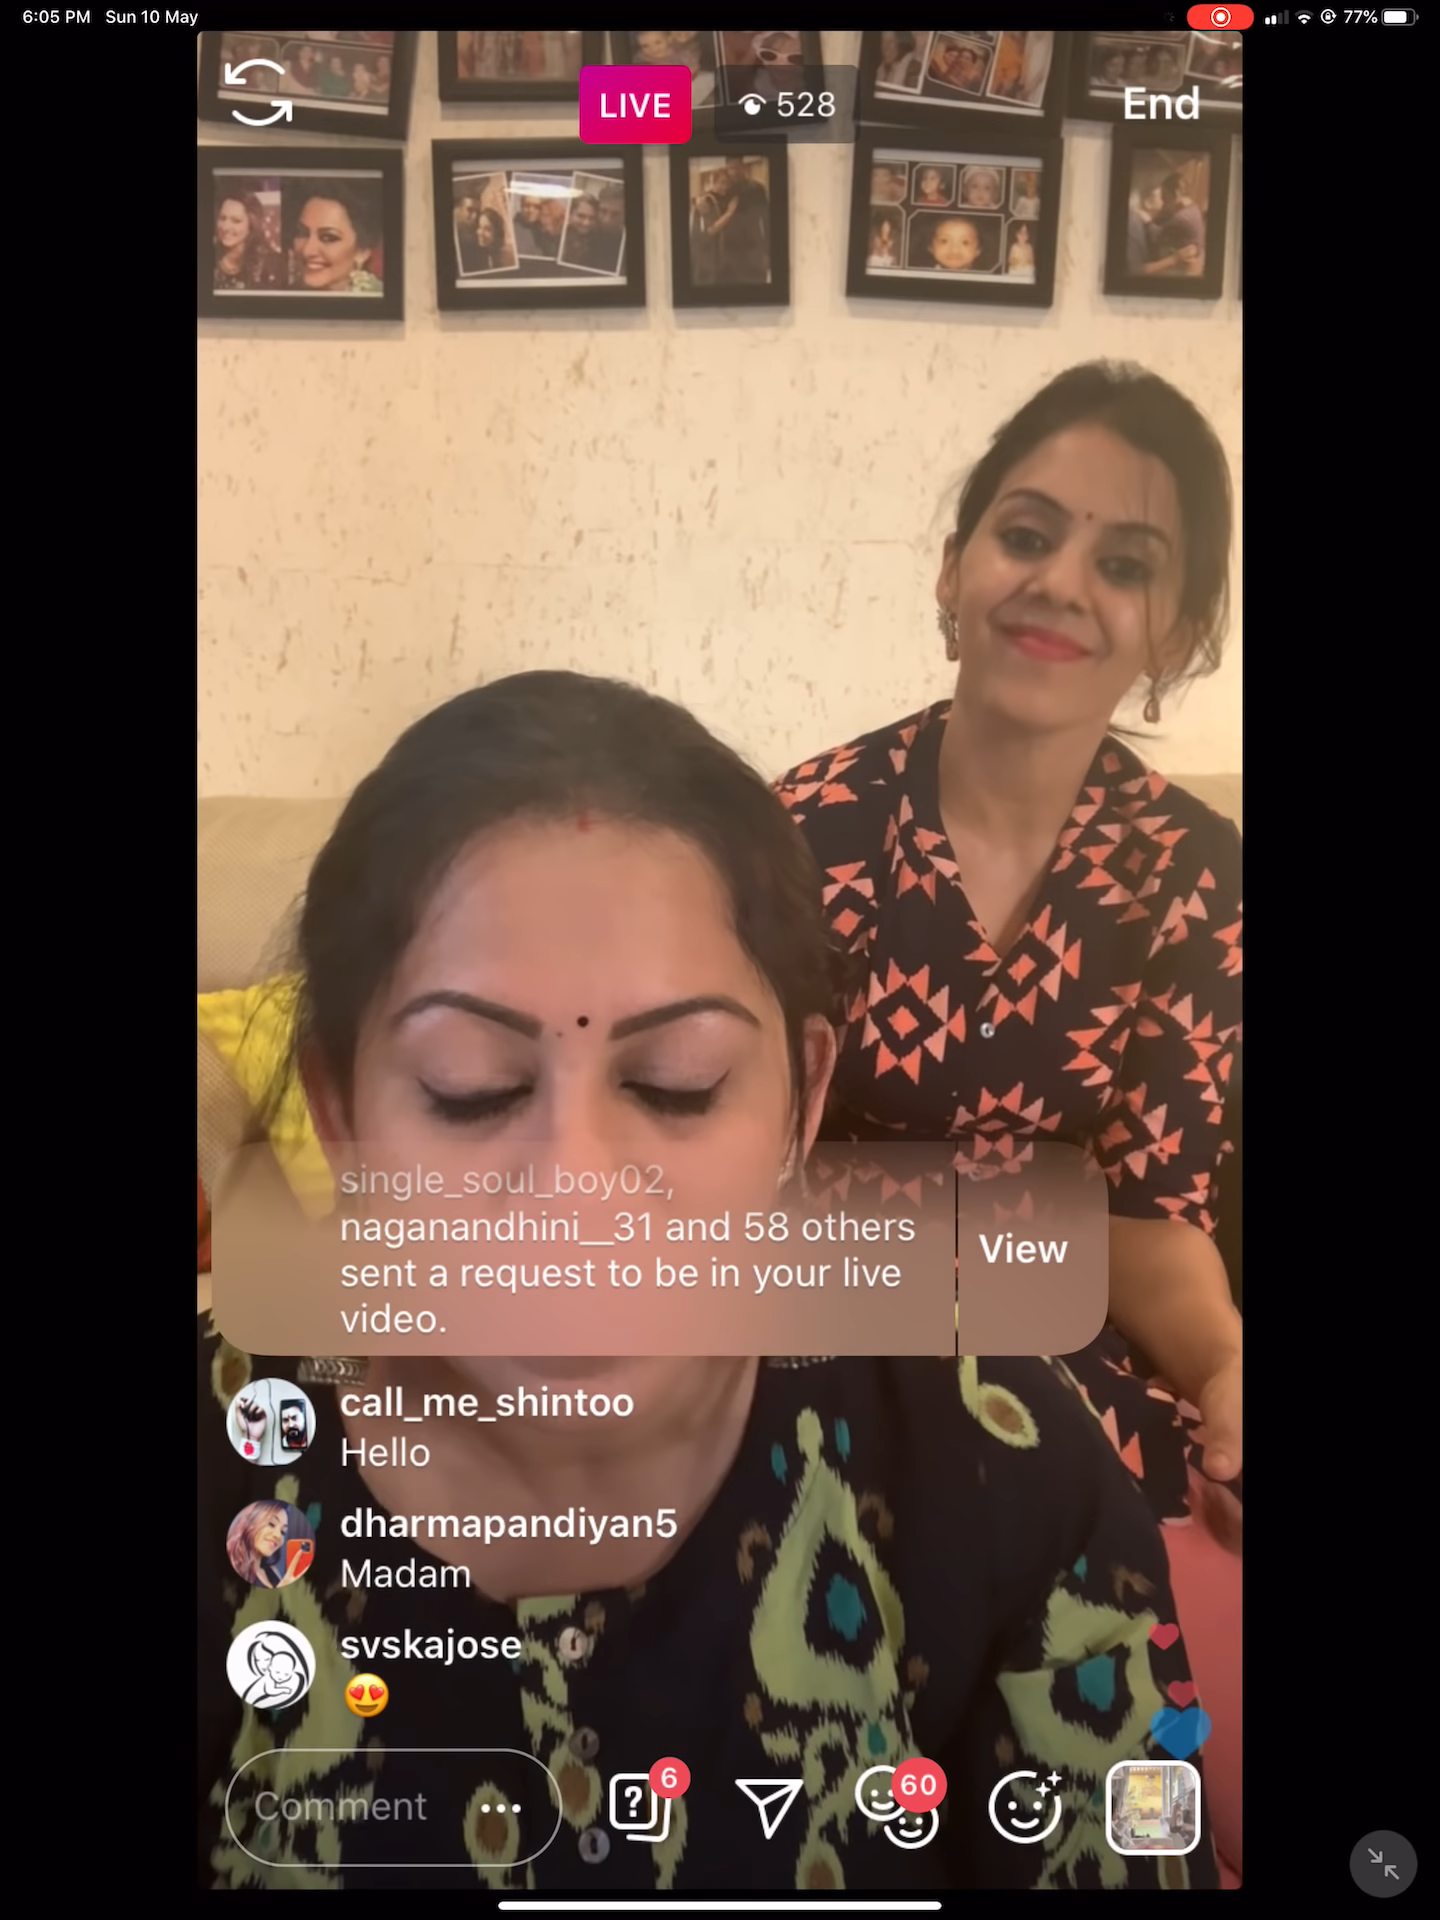 6:05 PM Sun 10 May
77%
LIVE
528
End
single_soul_boy02,
naganandhini__31 and 58 others
sent a request to be in your live
video.
View
call_me_shintoo
Hello
dharmapandiyan5
Madam
svskajose
😍
Comment
?
6
60